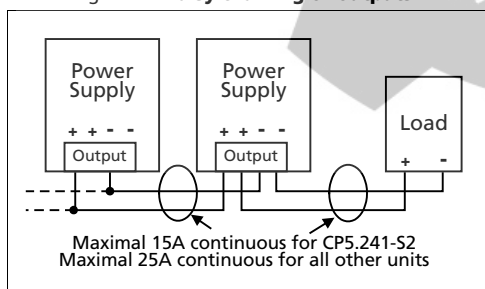 Power Supply
+ + - -
Output
Power Supply
+ + - -
Output
Load
+ -
Maximal 15A continuous for CP5.241-S2
Maximal 25A continuous for all other units